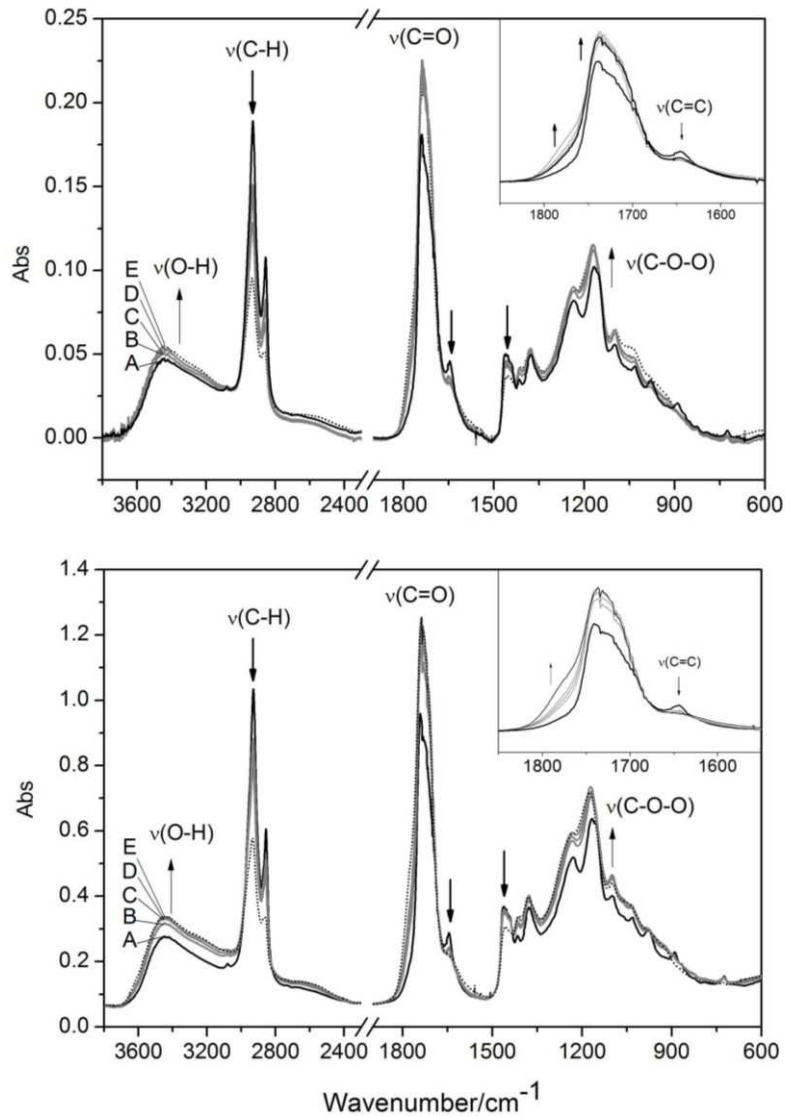 0.25
0.20
0.15
0.10
0.05
0.00
Abs
ν(C-H)
ν(C=O)
ν(C=C)
1800 1700 1600
ν(O-H)
ν(C-O-O)
E
D
C
B
A
3600 3200 2800 2400 1800 1500 1200 900 600
1.4
1.2
1.0
0.8
0.6
0.4
0.2
0.0
Abs
ν(C-H)
ν(C=O)
ν(C=C)
1800 1700 1600
ν(O-H)
ν(C-O-O)
E
D
C
B
A
3600 3200 2800 2400 1800 1500 1200 900 600
Wavenumber/cm⁻¹